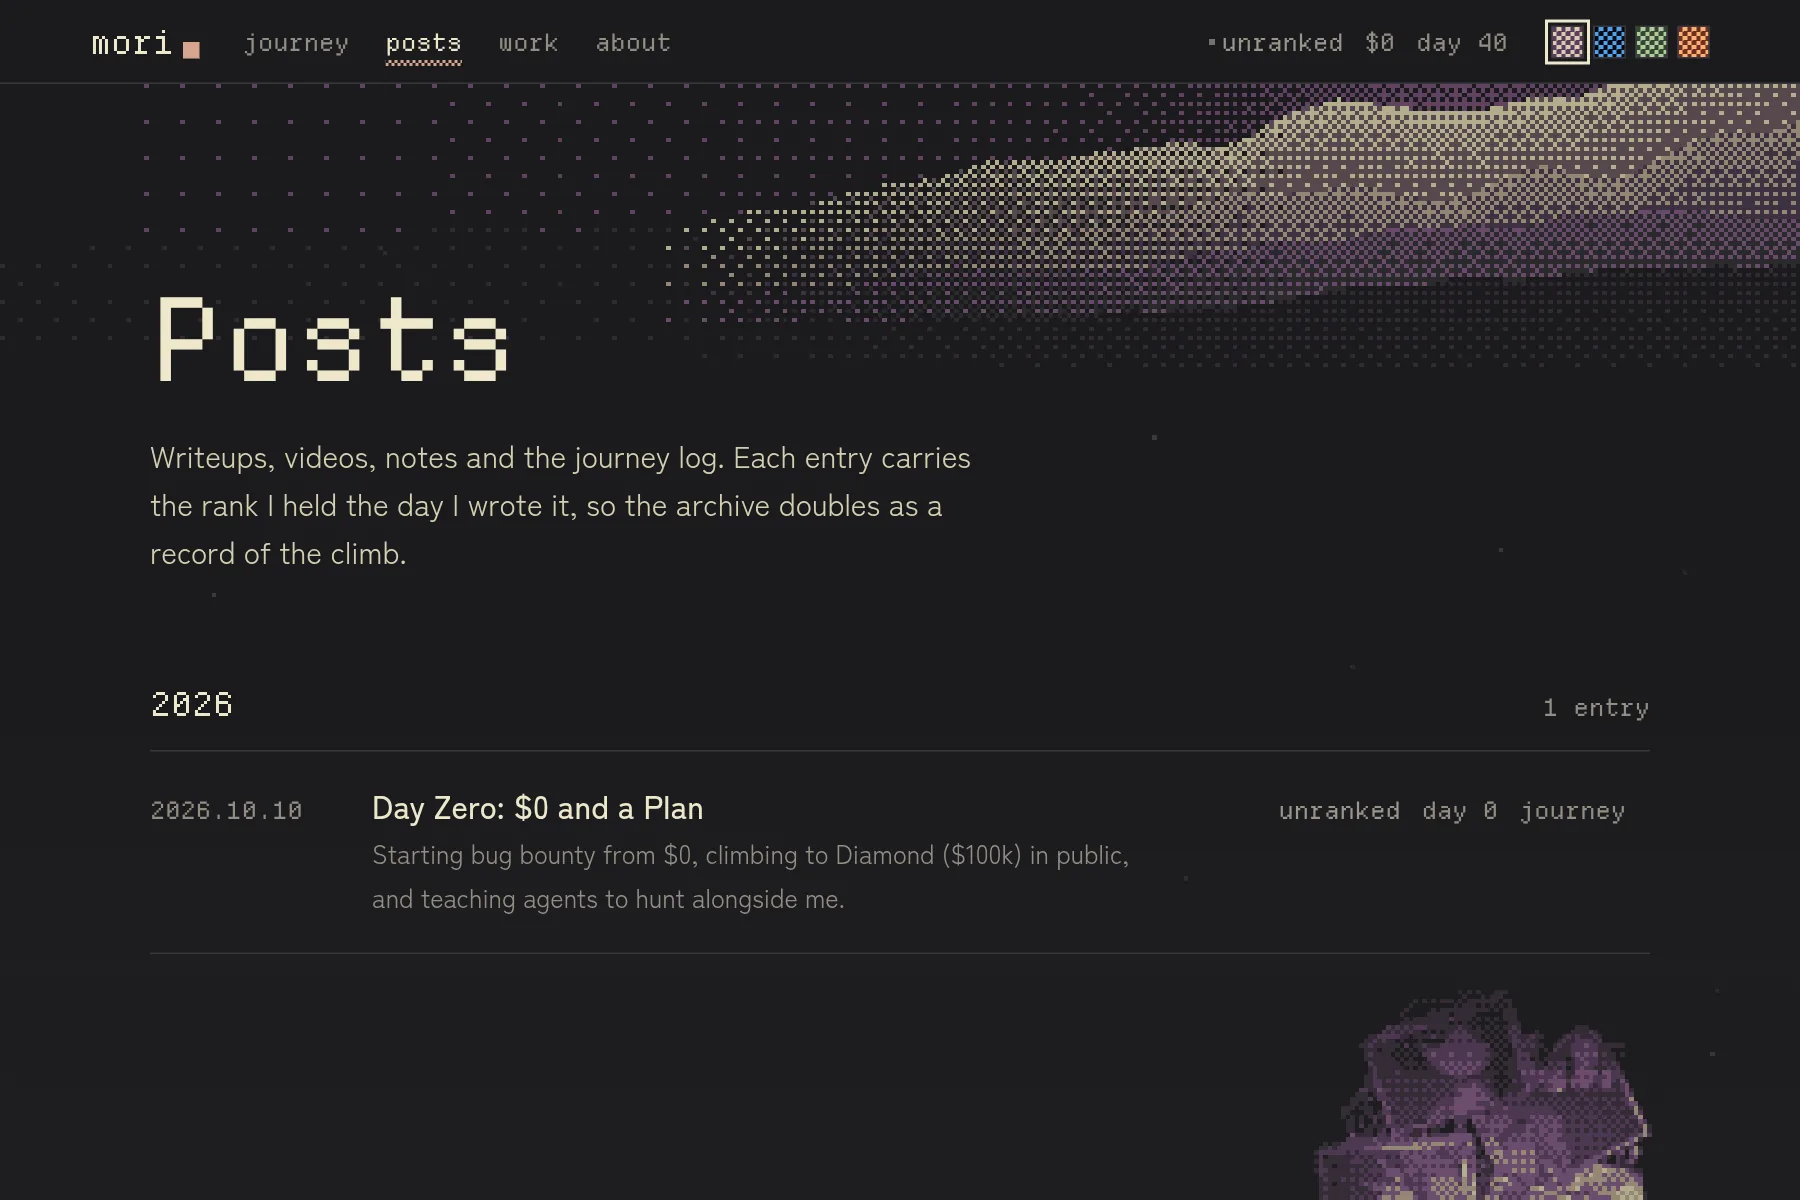 mori journey posts work about unranked $0 day 40
Posts
Writeups, videos, notes and the journey log. Each entry carries
the rank I held the day I wrote it, so the archive doubles as a
record of the climb.
2026 1 entry
2026.10.10 Day Zero: $0 and a Plan unranked day 0 journey
Starting bug bounty from $0, climbing to Diamond ($100k) in public,
and teaching agents to hunt alongside me.